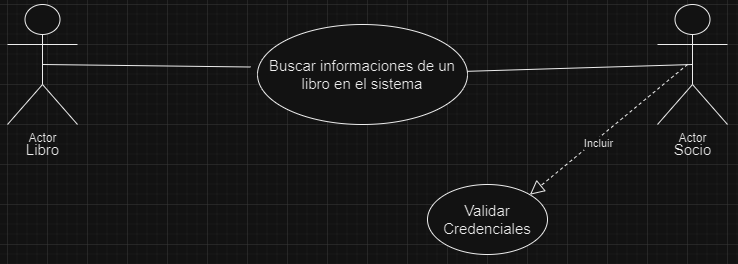 Buscar informaciones de un
libro en el sistema
Actor
Libro
Actor
Socio
Incluir
Validar
Credenciales